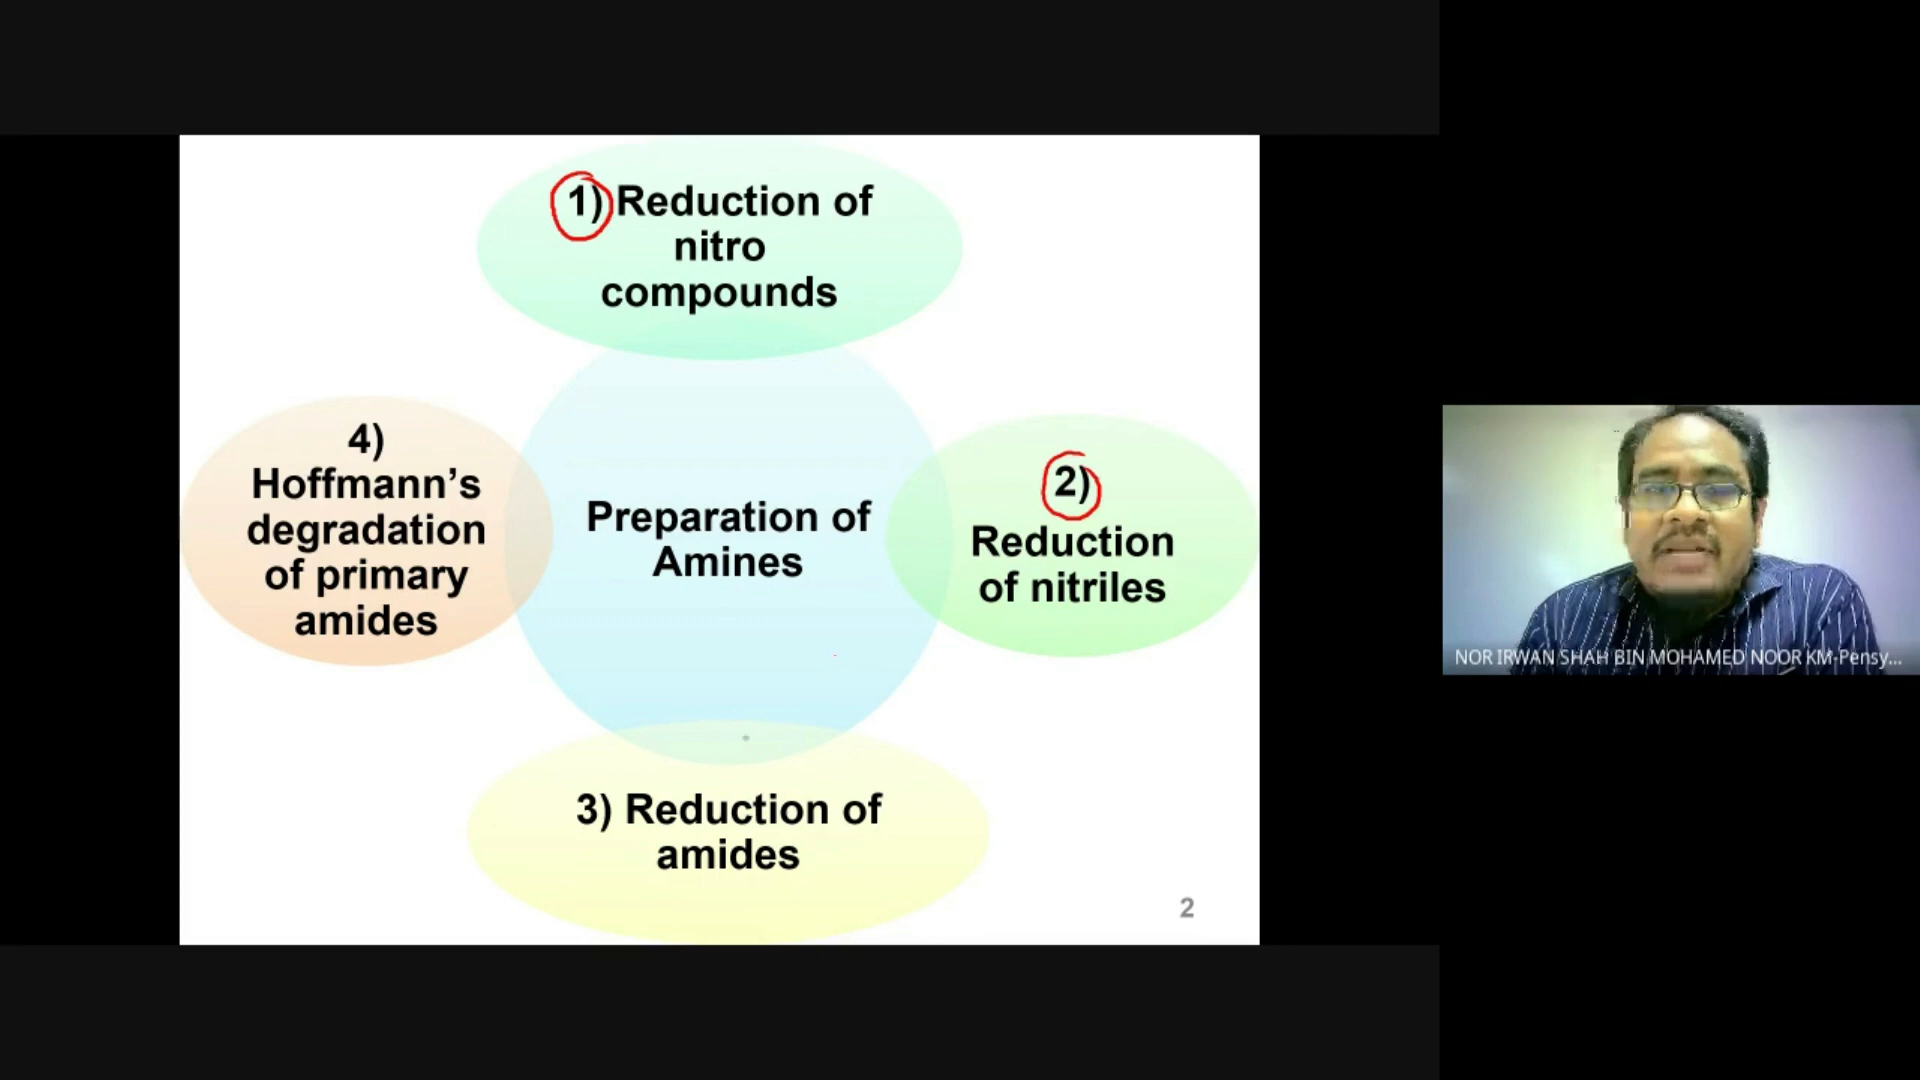 1) Reduction of
nitro
compounds
4)
Hoffmann’s
degradation
of primary
amides
Preparation of
Amines
2)
Reduction
of nitriles
3) Reduction of
amides
2
NOR IRWAN SHAH BIN MOHAMED NOOR KM-Pensy...